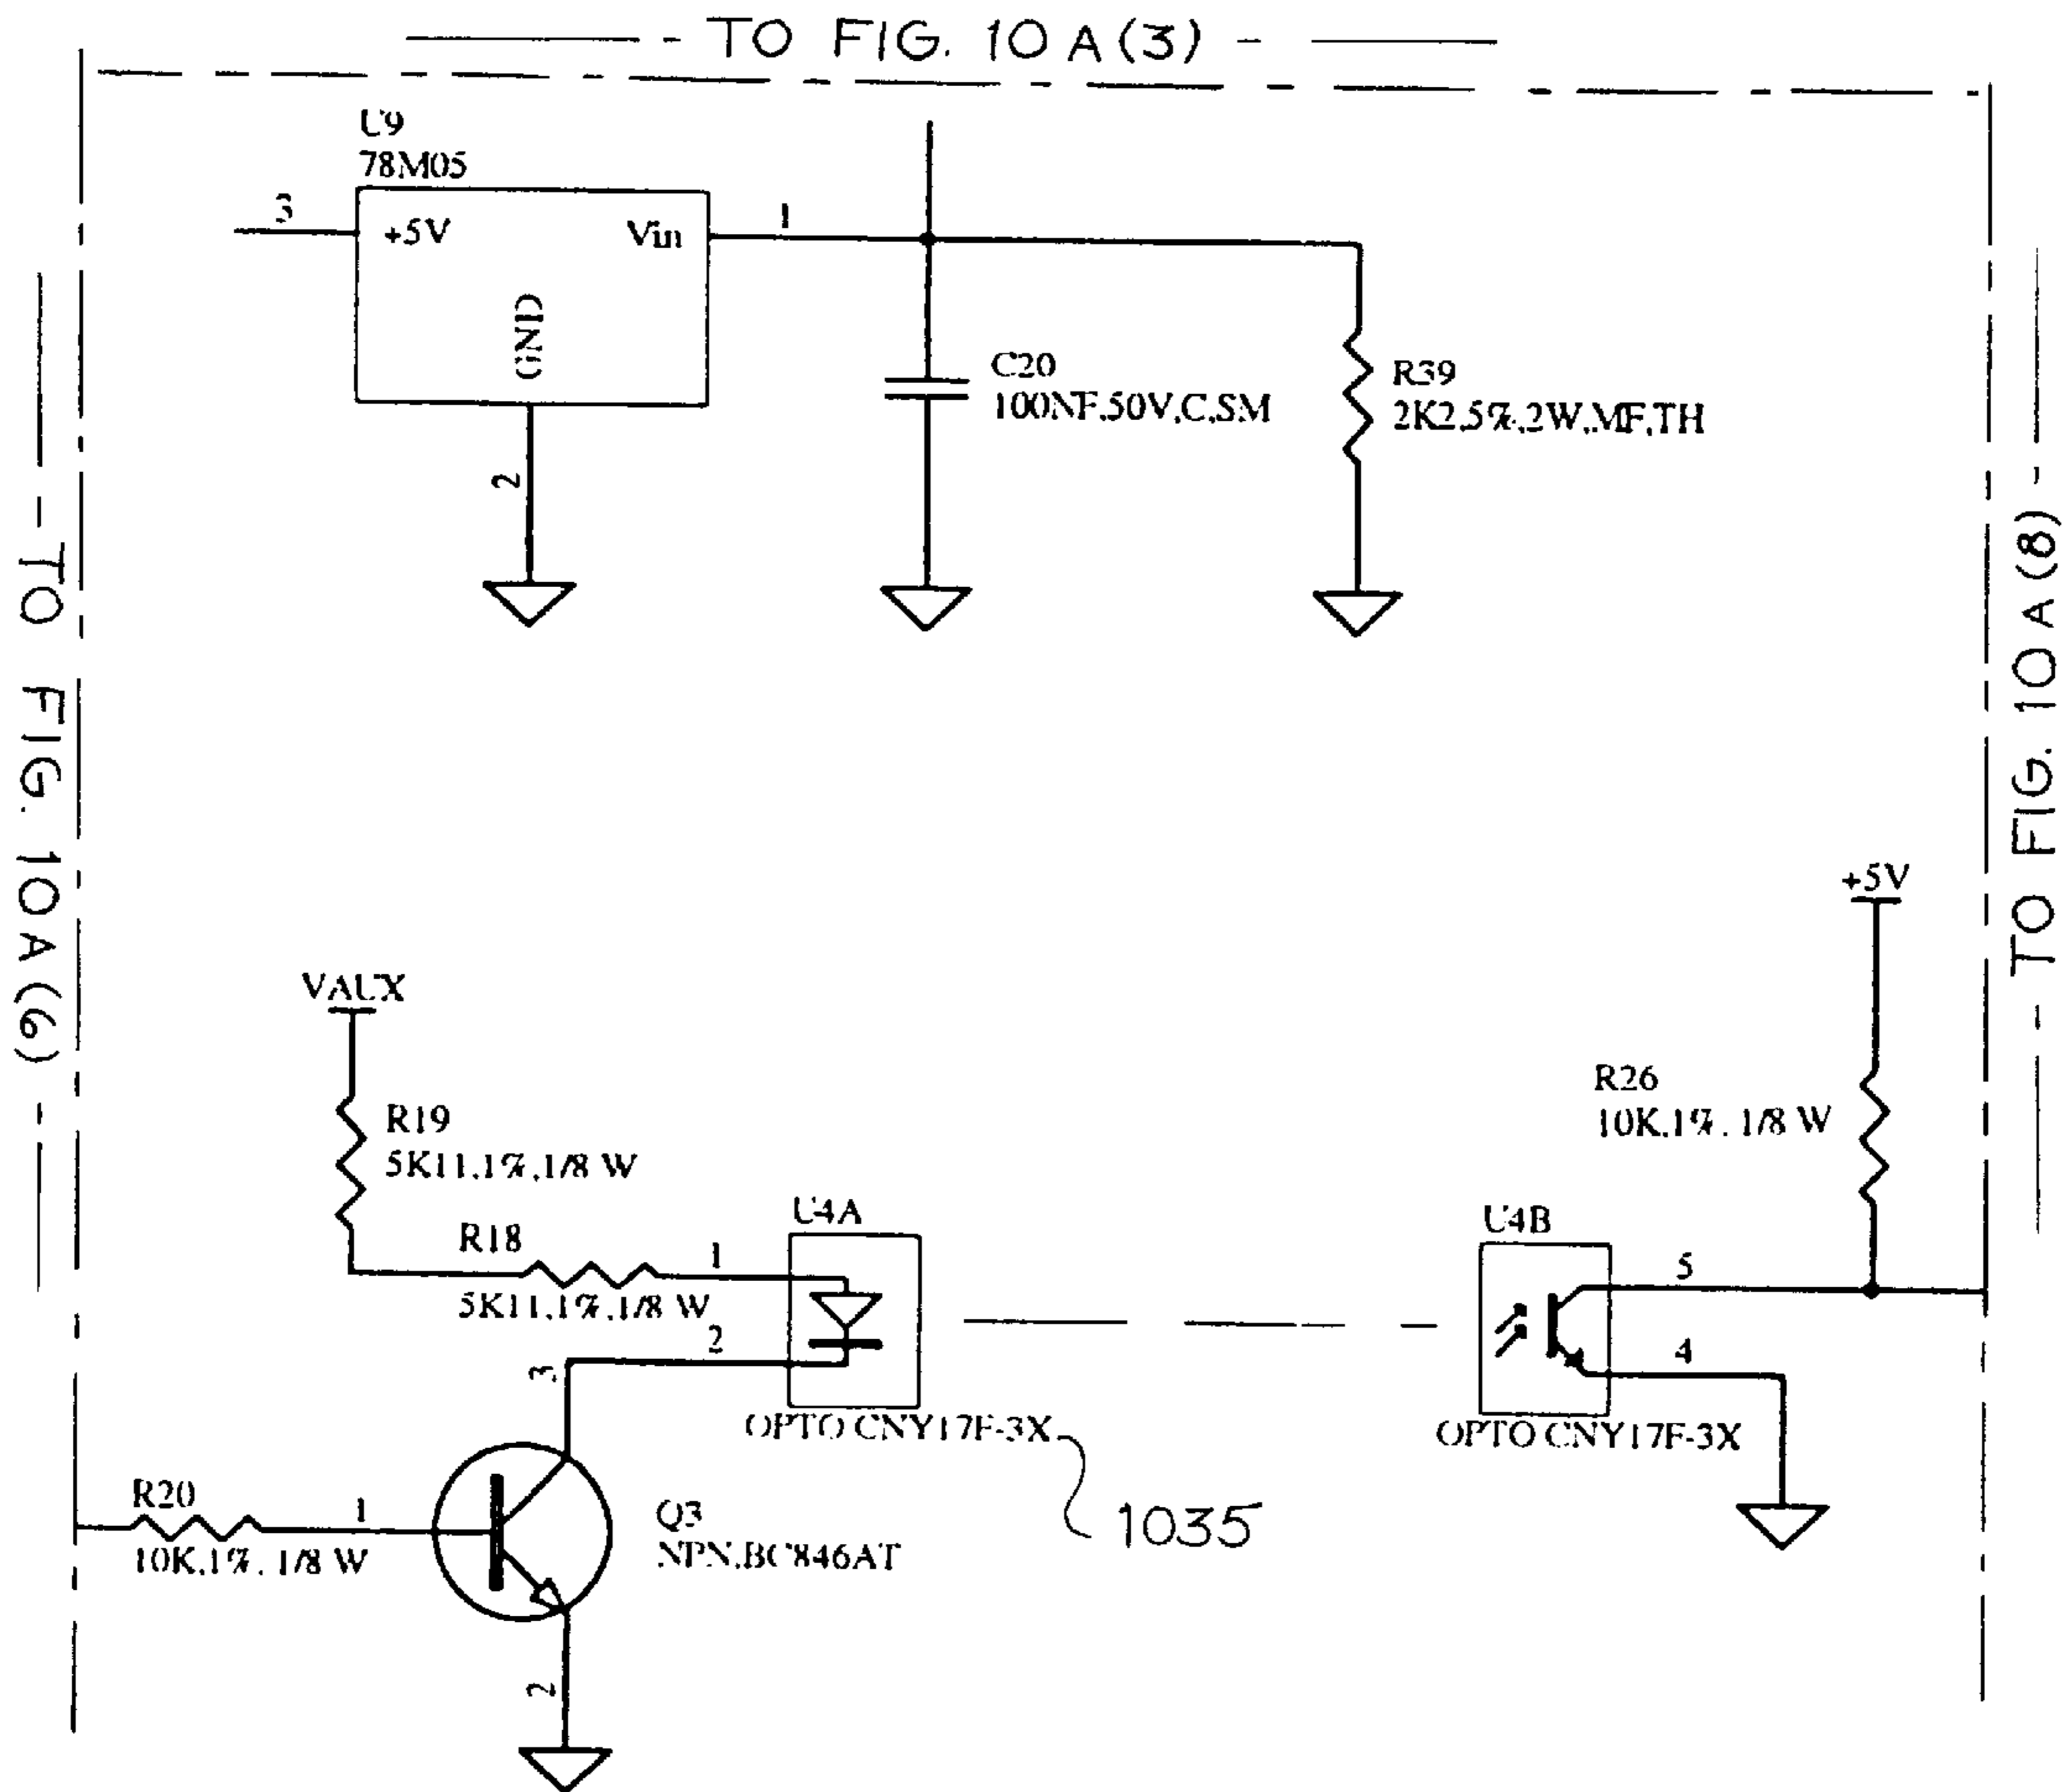 TO FIG. 10A(3)
TO FIG. 10A(6)
TO FIG. 10A(8)
U9
78M05
3
+5V
Vin
1
GND
2
C20
100NF,50V,C,SM
R39
2K2,5%,2W,MF,TH
VAUX
+5V
R19
5K11,1%,1/8 W
R26
10K,1%, 1/8 W
R18
5K11,1%,1/8 W
1
2
U4A
OPTO CNY17F-3X
1035
U4B
5
4
OPTO CNY17F-3X
R20
10K,1%, 1/8 W
1
3
Q3
NPN,BC846AT
2